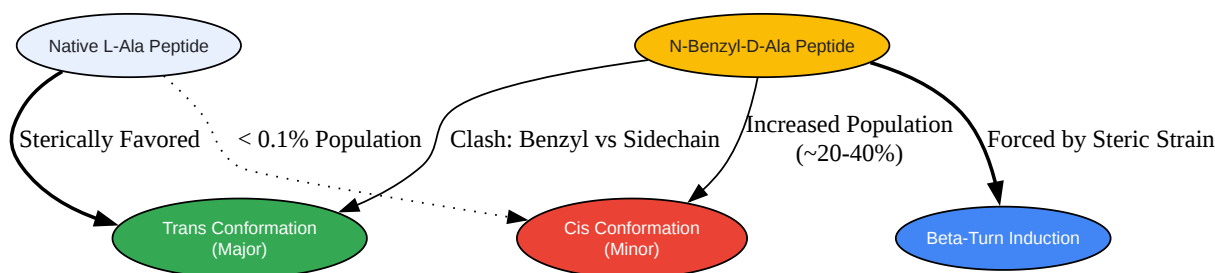 Native L-Ala Peptide
N-Benzyl-D-Ala Peptide
Sterically Favored
< 0.1% Population
Clash: Benzyl vs Sidechain
Increased Population
(~20-40%)
Forced by Steric Strain
Trans Conformation
(Major)
Cis Conformation
(Minor)
Beta-Turn Induction